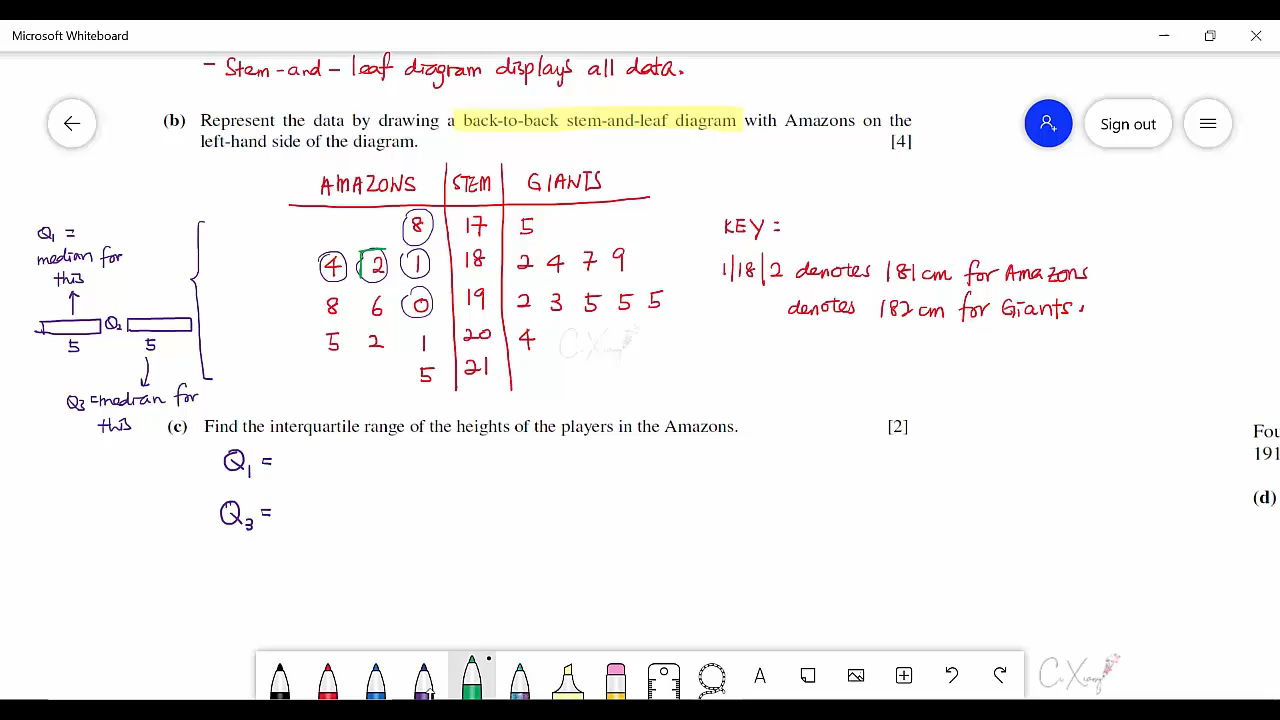 Microsoft Whiteboard
- Stem-and-leaf diagram displays all data.
(b) Represent the data by drawing a back-to-back stem-and-leaf diagram with Amazons on the
left-hand side of the diagram. [4]
Sign out
AMAZONS STEM GIANTS
8 17 5
4 2 1 18 2 4 7 9
8 6 0 19 2 3 5 5 5
5 2 1 20 4
5 21
KEY =
1|18|2 denotes 181cm for Amazons
denotes 182cm for Giants.
Q1 =
median for
this
Q2
5 5
Q3 = median for
this
(c) Find the interquartile range of the heights of the players in the Amazons. [2]
Q1 =
Q3 =
Fou
191
(d)
A
C.Xiang